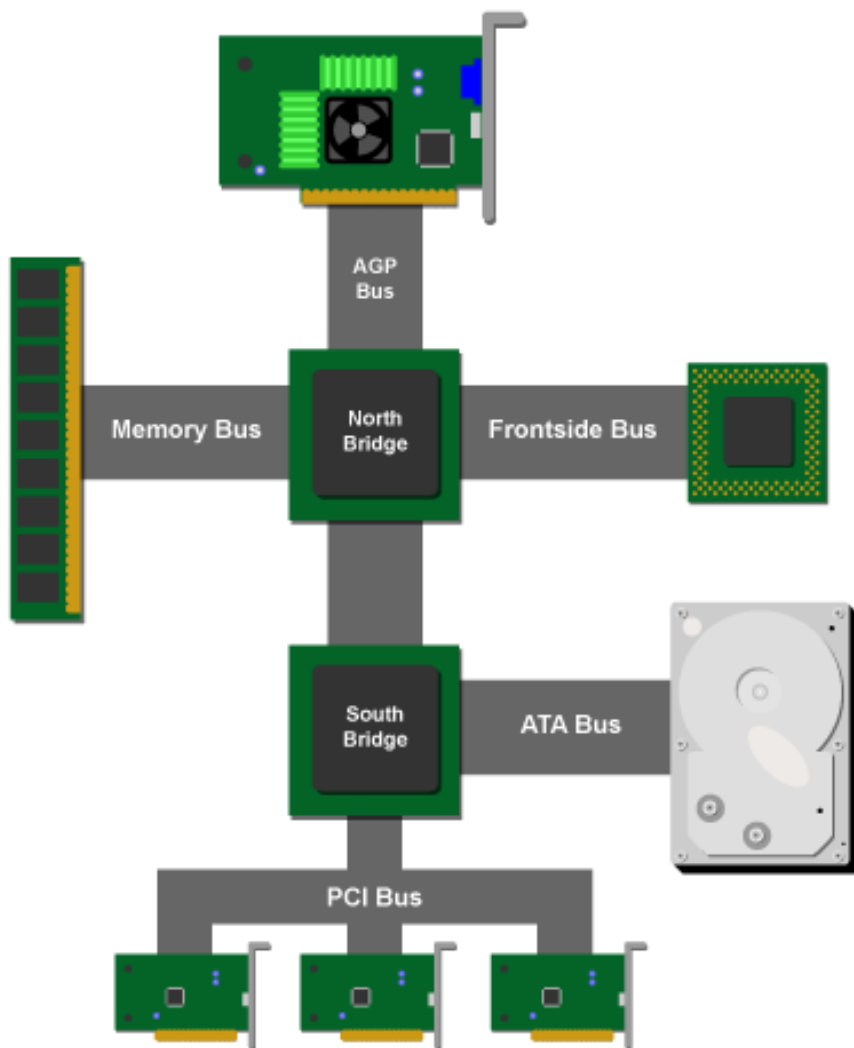 AGP
Bus
Memory Bus
North
Bridge
Frontside Bus
South
Bridge
ATA Bus
PCI Bus